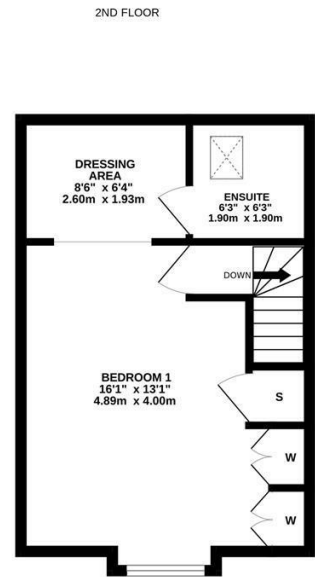 2ND FLOOR
DRESSING
AREA
8'6" x 6'4"
2.60m x 1.93m
ENSUITE
6'3" x 6'3"
1.90m x 1.90m
DOWN
BEDROOM 1
16'1" x 13'1"
4.89m x 4.00m
S
W
W